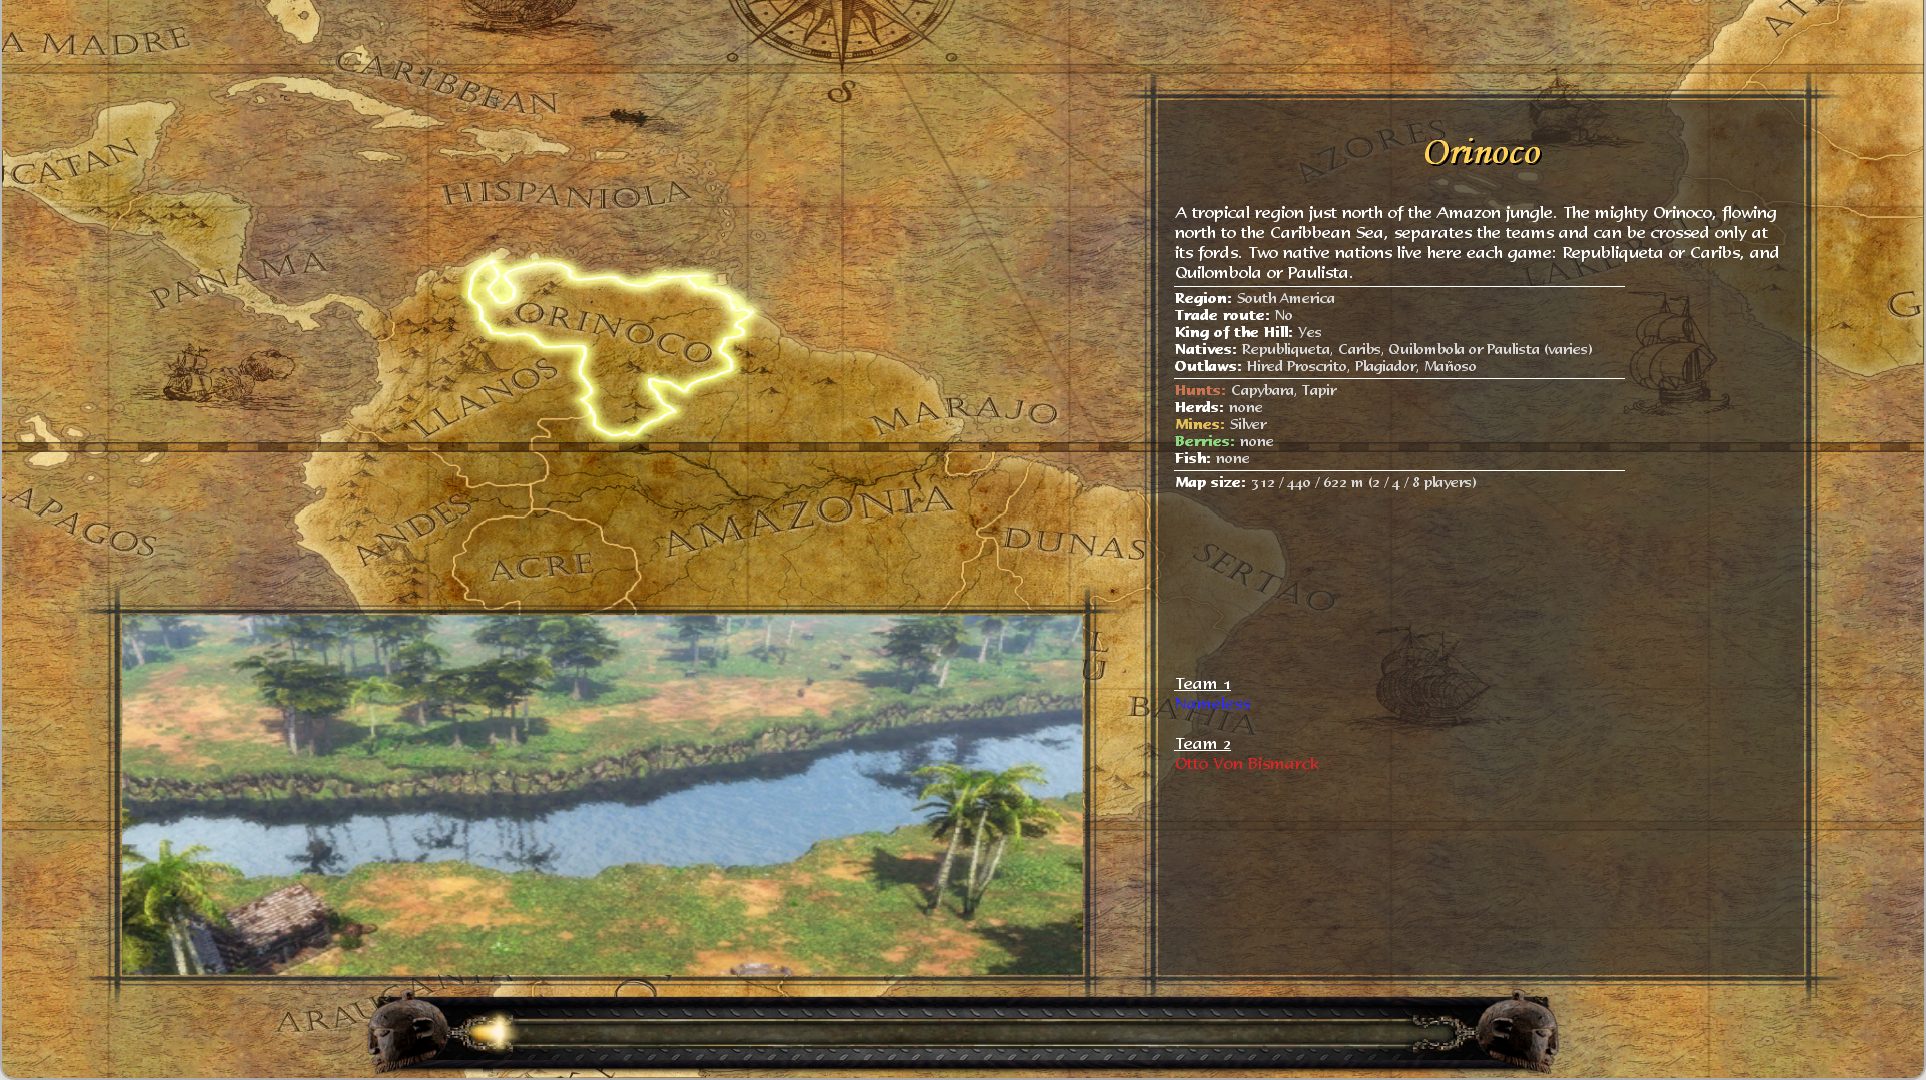 A MADRE
CARIBBEAN
S
UCATAN
HISPANIOLA
PANAMA
ORINOCO
LLANOS
MARAJO
APAGOS
ANDES
AMAZONIA
ACRE
DUNAS
SERTAO
BAHIA
L
U
AZORES
G
Orinoco
A tropical region just north of the Amazon jungle. The mighty Orinoco, flowing
north to the Caribbean Sea, separates the teams and can be crossed only at
its fords. Two native nations live here each game: Republiqueta or Caribs, and
Quilombola or Paulista.
Region: South America
Trade route: No
King of the Hill: Yes
Natives: Republiqueta, Caribs, Quilombola or Paulista (varies)
Outlaws: Hired Proscrito, Plagiador, Mañoso
Hunts: Capybara, Tapir
Herds: none
Mines: Silver
Berries: none
Fish: none
Map size: 312 / 440 / 622 m (2 / 4 / 8 players)
Team 1
Nameless
Team 2
Otto Von Bismarck